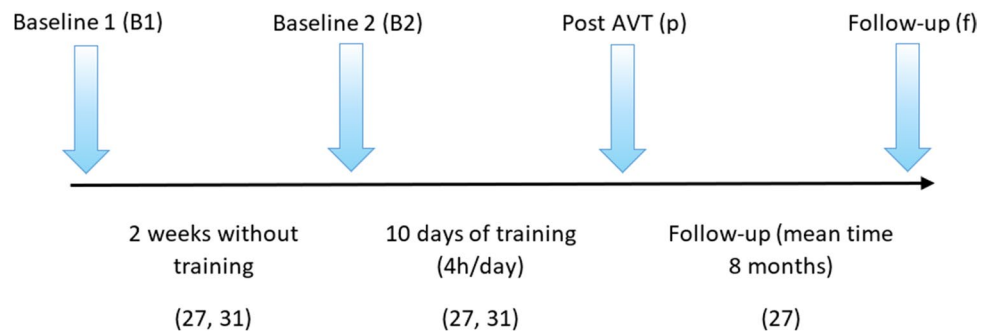 Baseline 1 (B1)
Baseline 2 (B2)
Post AVT (p)
Follow-up (f)
2 weeks without
training
(27, 31)
10 days of training
(4h/day)
(27, 31)
Follow-up (mean time
8 months)
(27)